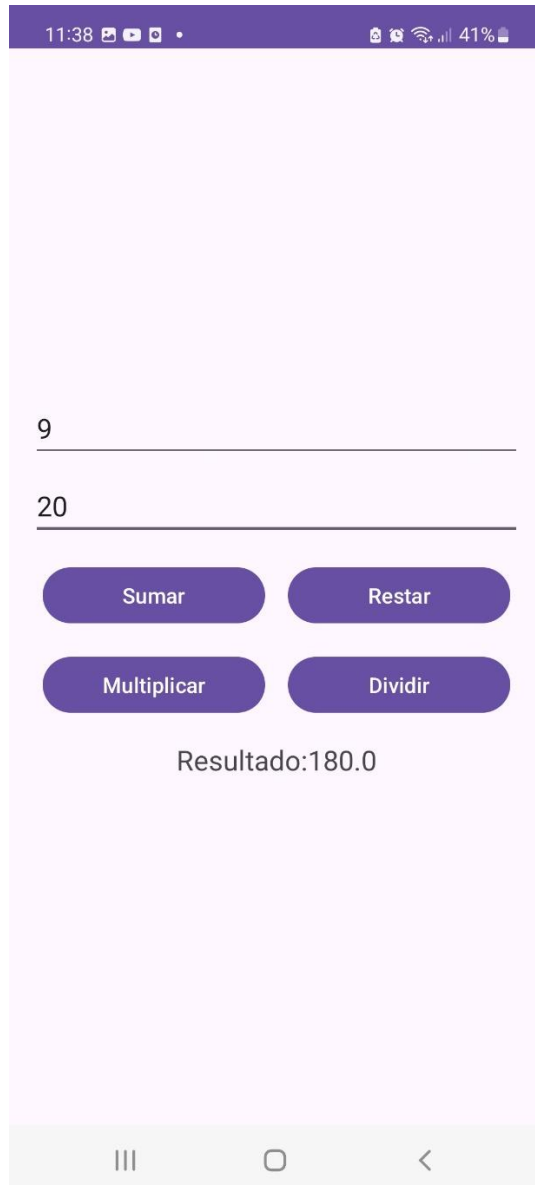 11:38 41%
9
20
Sumar Restar
Multiplicar Dividir
Resultado:180.0